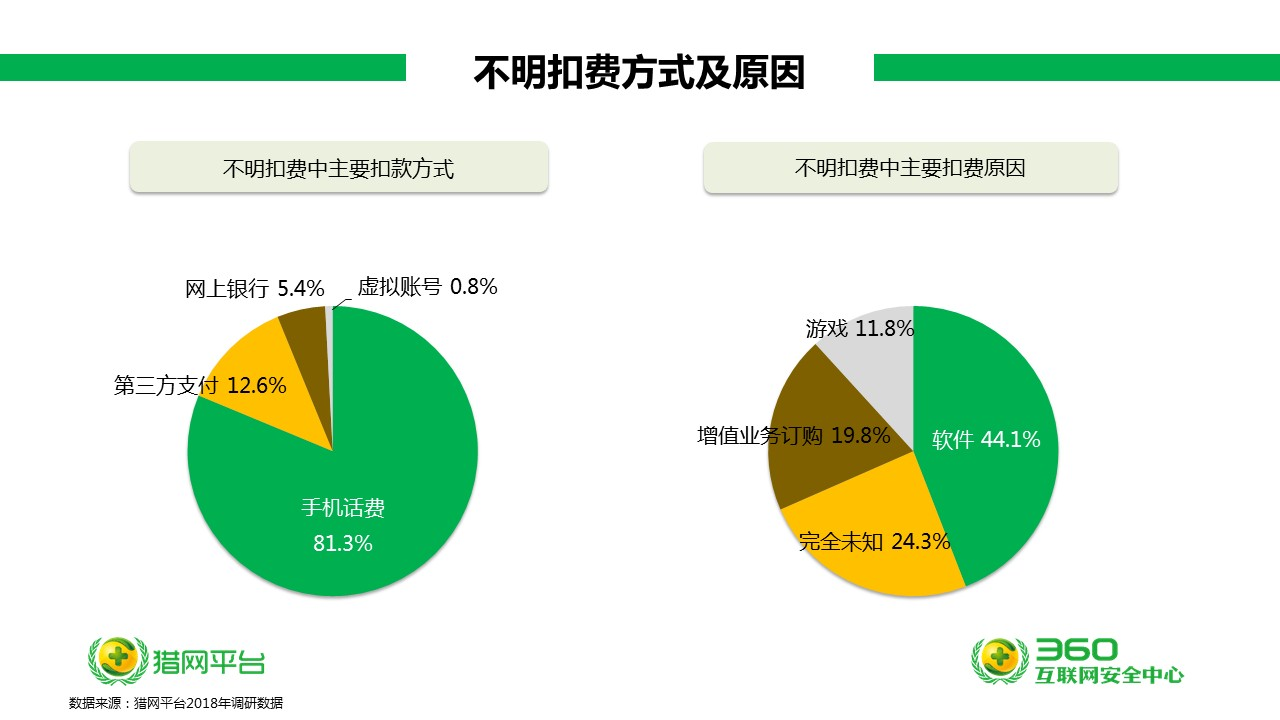 不明扣费方式及原因
不明扣费中主要扣款方式
不明扣费中主要扣费原因
网上银行 5.4%
虚拟账号 0.8%
第三方支付 12.6%
手机话费
81.3%
游戏 11.8%
增值业务订购 19.8%
软件 44.1%
完全未知 24.3%
猎网平台
360
互联网安全中心
数据来源：猎网平台2018年调研数据